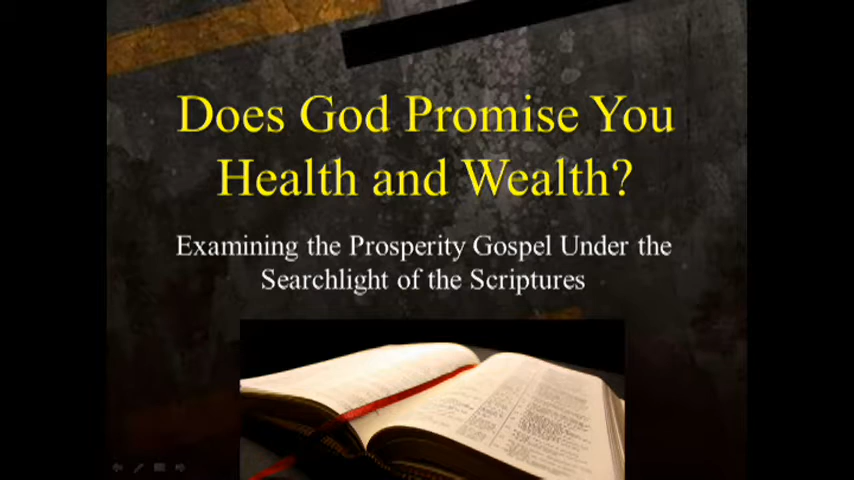 Does God Promise You
Health and Wealth?
Examining the Prosperity Gospel Under the
Searchlight of the Scriptures